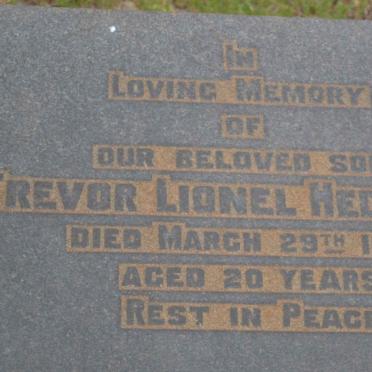 IN
LOVING MEMORY
OF
OUR BELOVED SO
TREVOR LIONEL HE
DIED MARCH 29TH 1
AGED 20 YEARS
REST IN PEAC